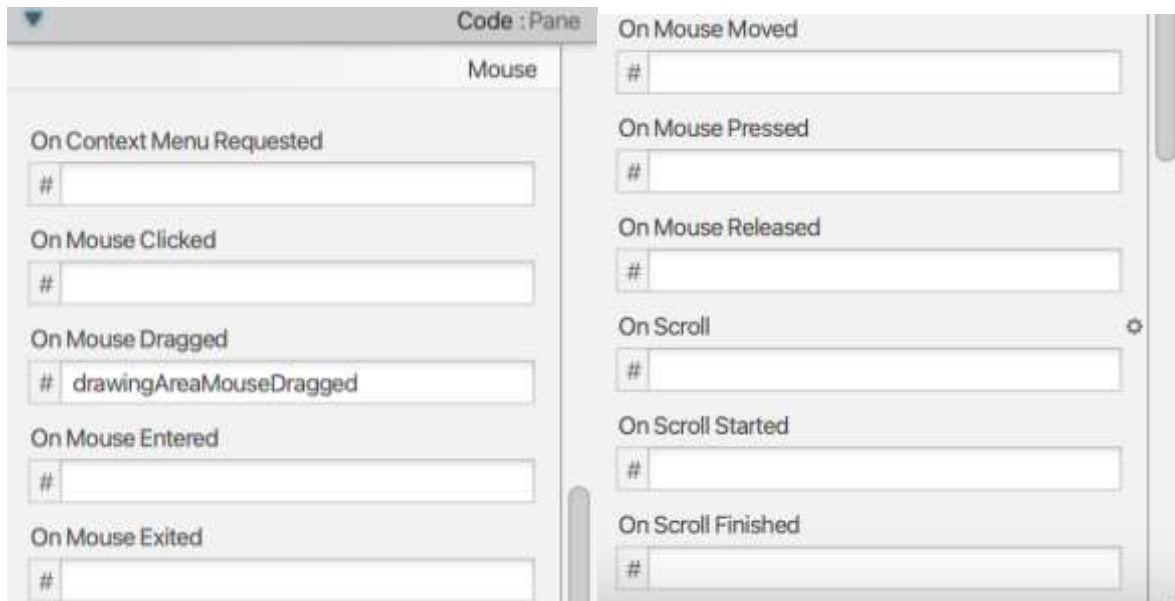 Code : Pane
Mouse
On Context Menu Requested
#
On Mouse Clicked
#
On Mouse Dragged
# drawingAreaMouseDragged
On Mouse Entered
#
On Mouse Exited
#
On Mouse Moved
#
On Mouse Pressed
#
On Mouse Released
#
On Scroll
#
On Scroll Started
#
On Scroll Finished
#